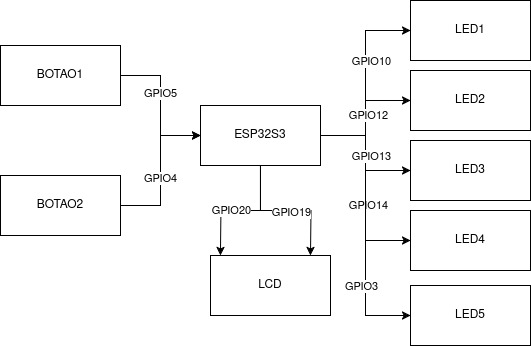 LED1
GPIO10
BOTAO1
GPIO5
LED2
GPIO12
ESP32S3
GPIO13
LED3
GPIO4
BOTAO2
GPIO14
GPIO20
GPIO19
LED4
LCD
GPIO3
LED5